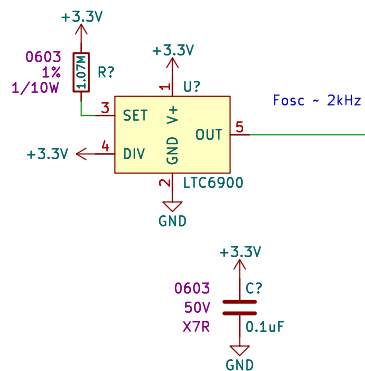 +3.3V
0603
1%
1/10W
1.07M
R?
+3.3V
U?
1
3 SET
V+
OUT 5
Fosc ~ 2kHz
+3.3V
4 DIV
GND
2
LTC6900
GND
+3.3V
0603
C?
50V
X7R
0.1uF
GND